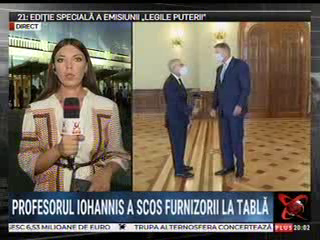 21: EDIȚIE SPECIALĂ A EMISIUNII „LEGILE PUTERII”
DIRECT
PROFESORUL IOHANNIS A SCOS FURNIZORII LA TABLĂ
ESC LA 6,53 MILIOANE DE EURO
TRUPA ALTERNOSFERA CONCERTEAZĂ
PLUS 20:02